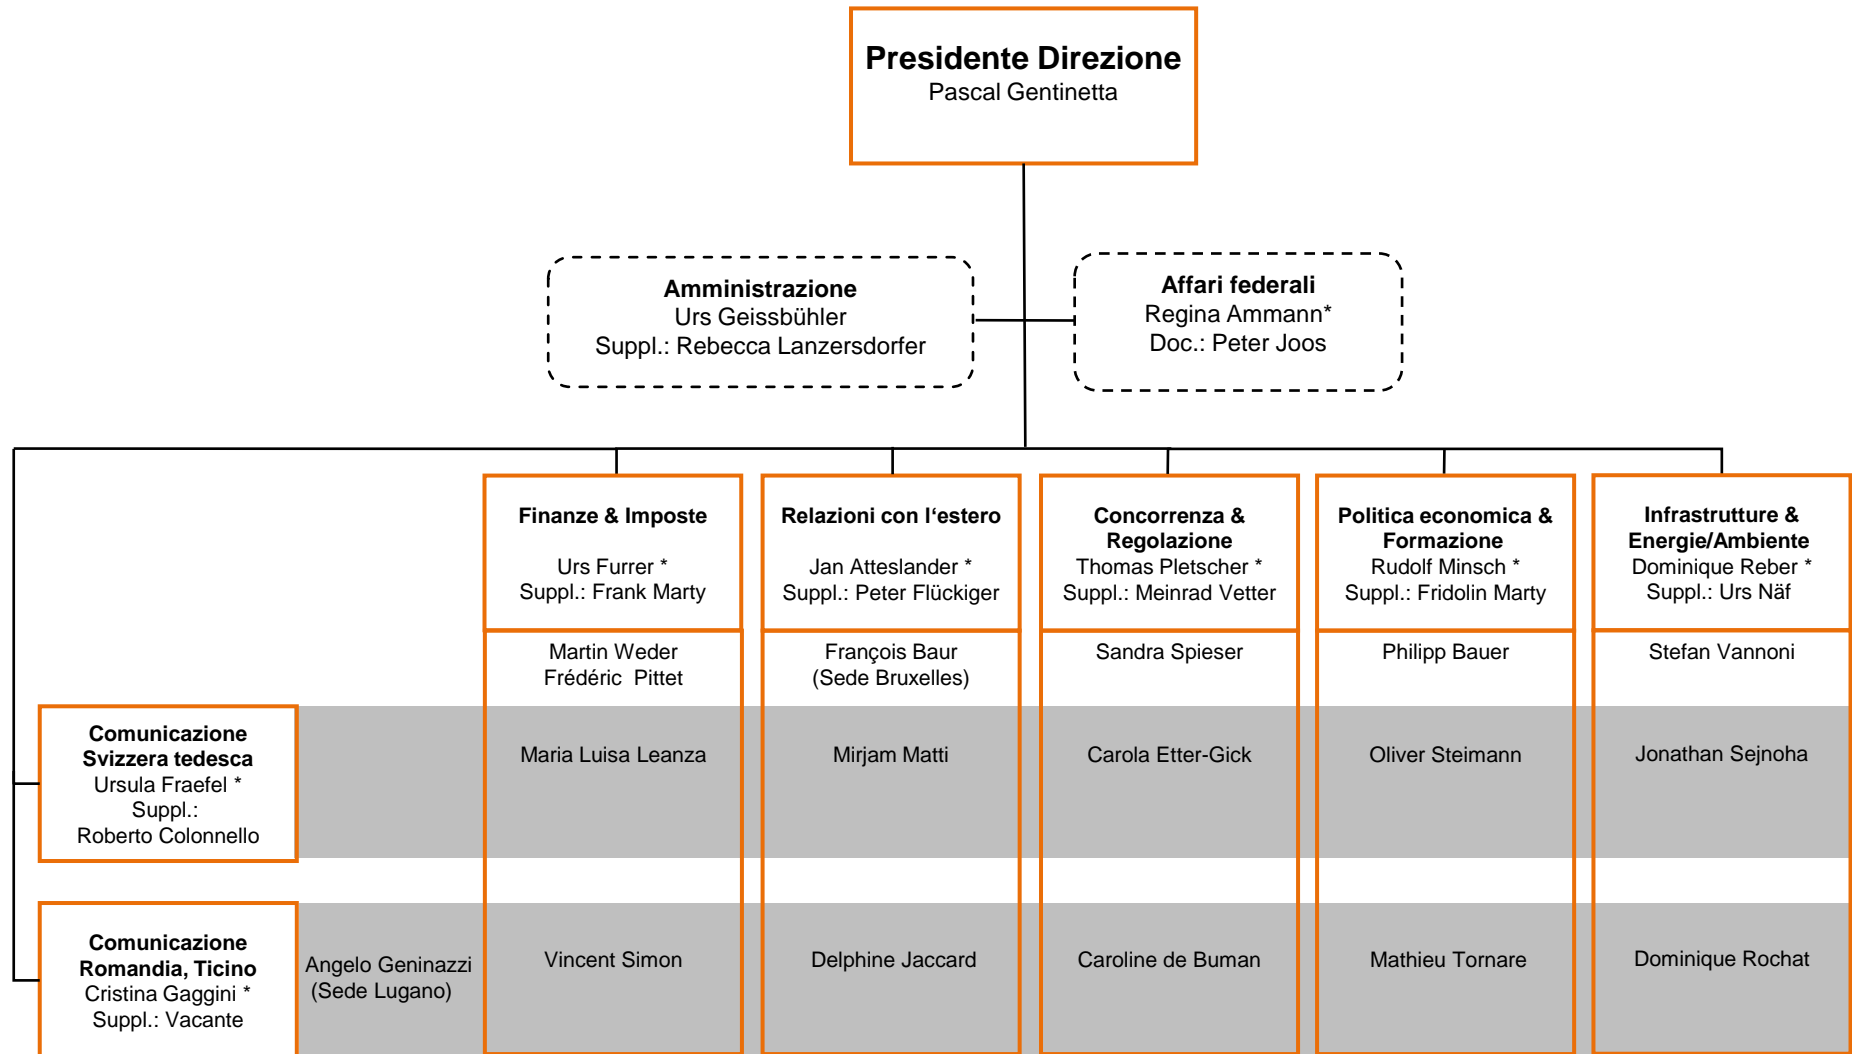 Presidente Direzione
Pascal Gentinetta
Amministrazione
Urs Geissbühler
Suppl.: Rebecca Lanzersdorfer
Affari federali
Regina Ammann*
Doc.: Peter Joos
Finanze & Imposte
Urs Furrer *
Suppl.: Frank Marty
Relazioni con l‘estero
Jan Atteslander *
Suppl.: Peter Flückiger
Concorrenza &
Regolazione
Thomas Pletscher *
Suppl.: Meinrad Vetter
Politica economica &
Formazione
Rudolf Minsch *
Suppl.: Fridolin Marty
Infrastrutture &
Energie/Ambiente
Dominique Reber *
Suppl.: Urs Näf
Martin Weder
Frédéric Pittet
François Baur
(Sede Bruxelles)
Sandra Spieser
Philipp Bauer
Stefan Vannoni
Comunicazione
Svizzera tedesca
Ursula Fraefel *
Suppl.:
Roberto Colonnello
Maria Luisa Leanza
Mirjam Matti
Carola Etter-Gick
Oliver Steimann
Jonathan Sejnoha
Comunicazione
Romandia, Ticino
Cristina Gaggini *
Suppl.: Vacante
Angelo Geninazzi
(Sede Lugano)
Vincent Simon
Delphine Jaccard
Caroline de Buman
Mathieu Tornare
Dominique Rochat